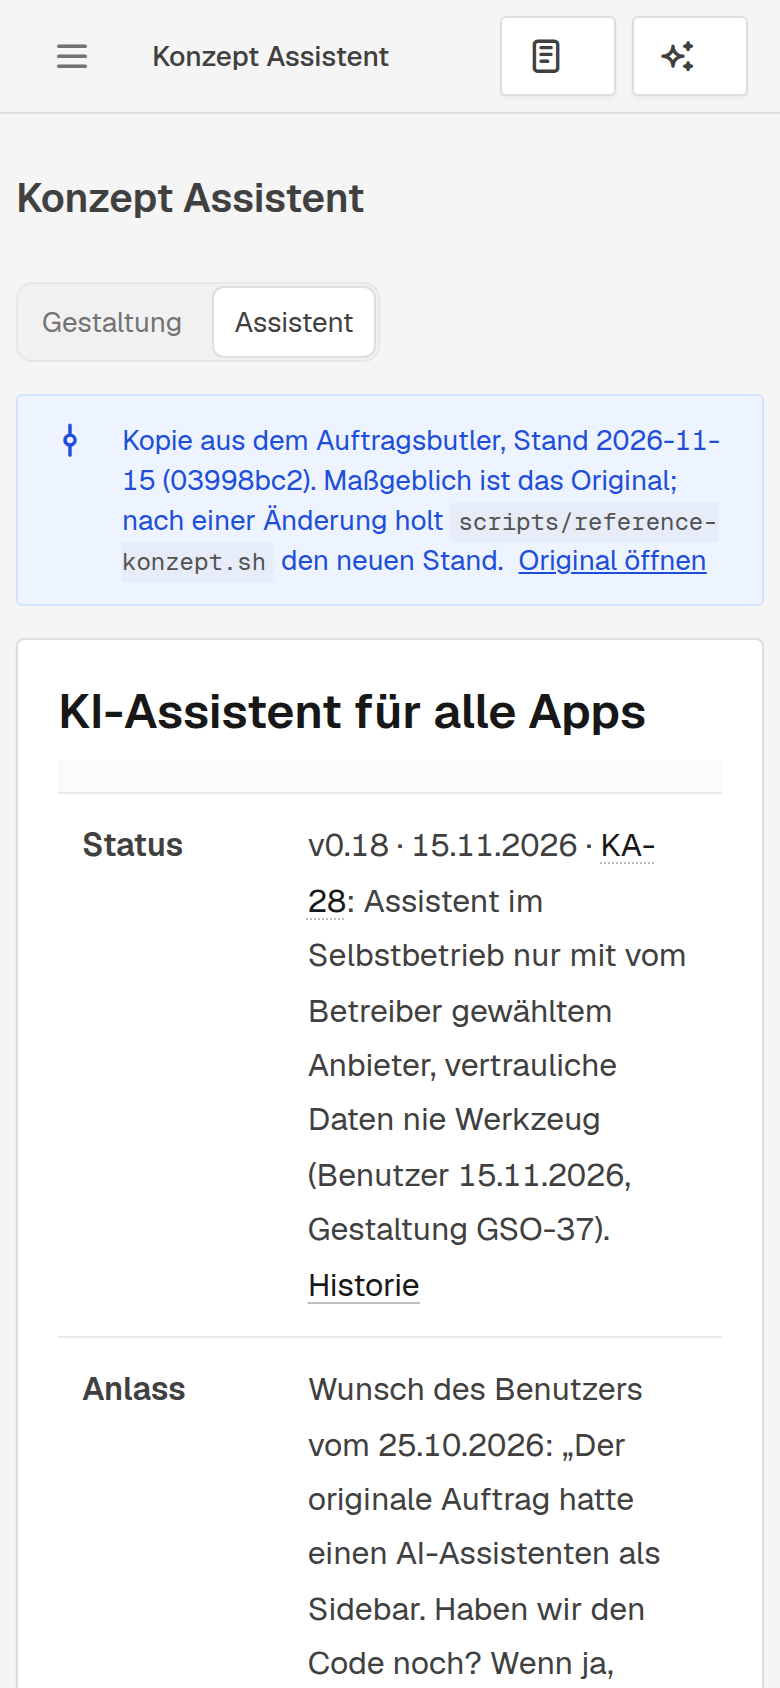 Konzept Assistent
Konzept Assistent
Gestaltung
Assistent
Kopie aus dem Auftragsbutler, Stand 2026-11-
15 (03998bc2). Maßgeblich ist das Original;
nach einer Änderung holt scripts/reference-
konzept.sh den neuen Stand. Original öffnen
KI-Assistent für alle Apps
Status
v0.18 · 15.11.2026 · KA-
28: Assistent im
Selbstbetrieb nur mit vom
Betreiber gewähltem
Anbieter, vertrauliche
Daten nie Werkzeug
(Benutzer 15.11.2026,
Gestaltung GSO-37).
Historie
Anlass
Wunsch des Benutzers
vom 25.10.2026: „Der
originale Auftrag hatte
einen AI-Assistenten als
Sidebar. Haben wir den
Code noch? Wenn ja,